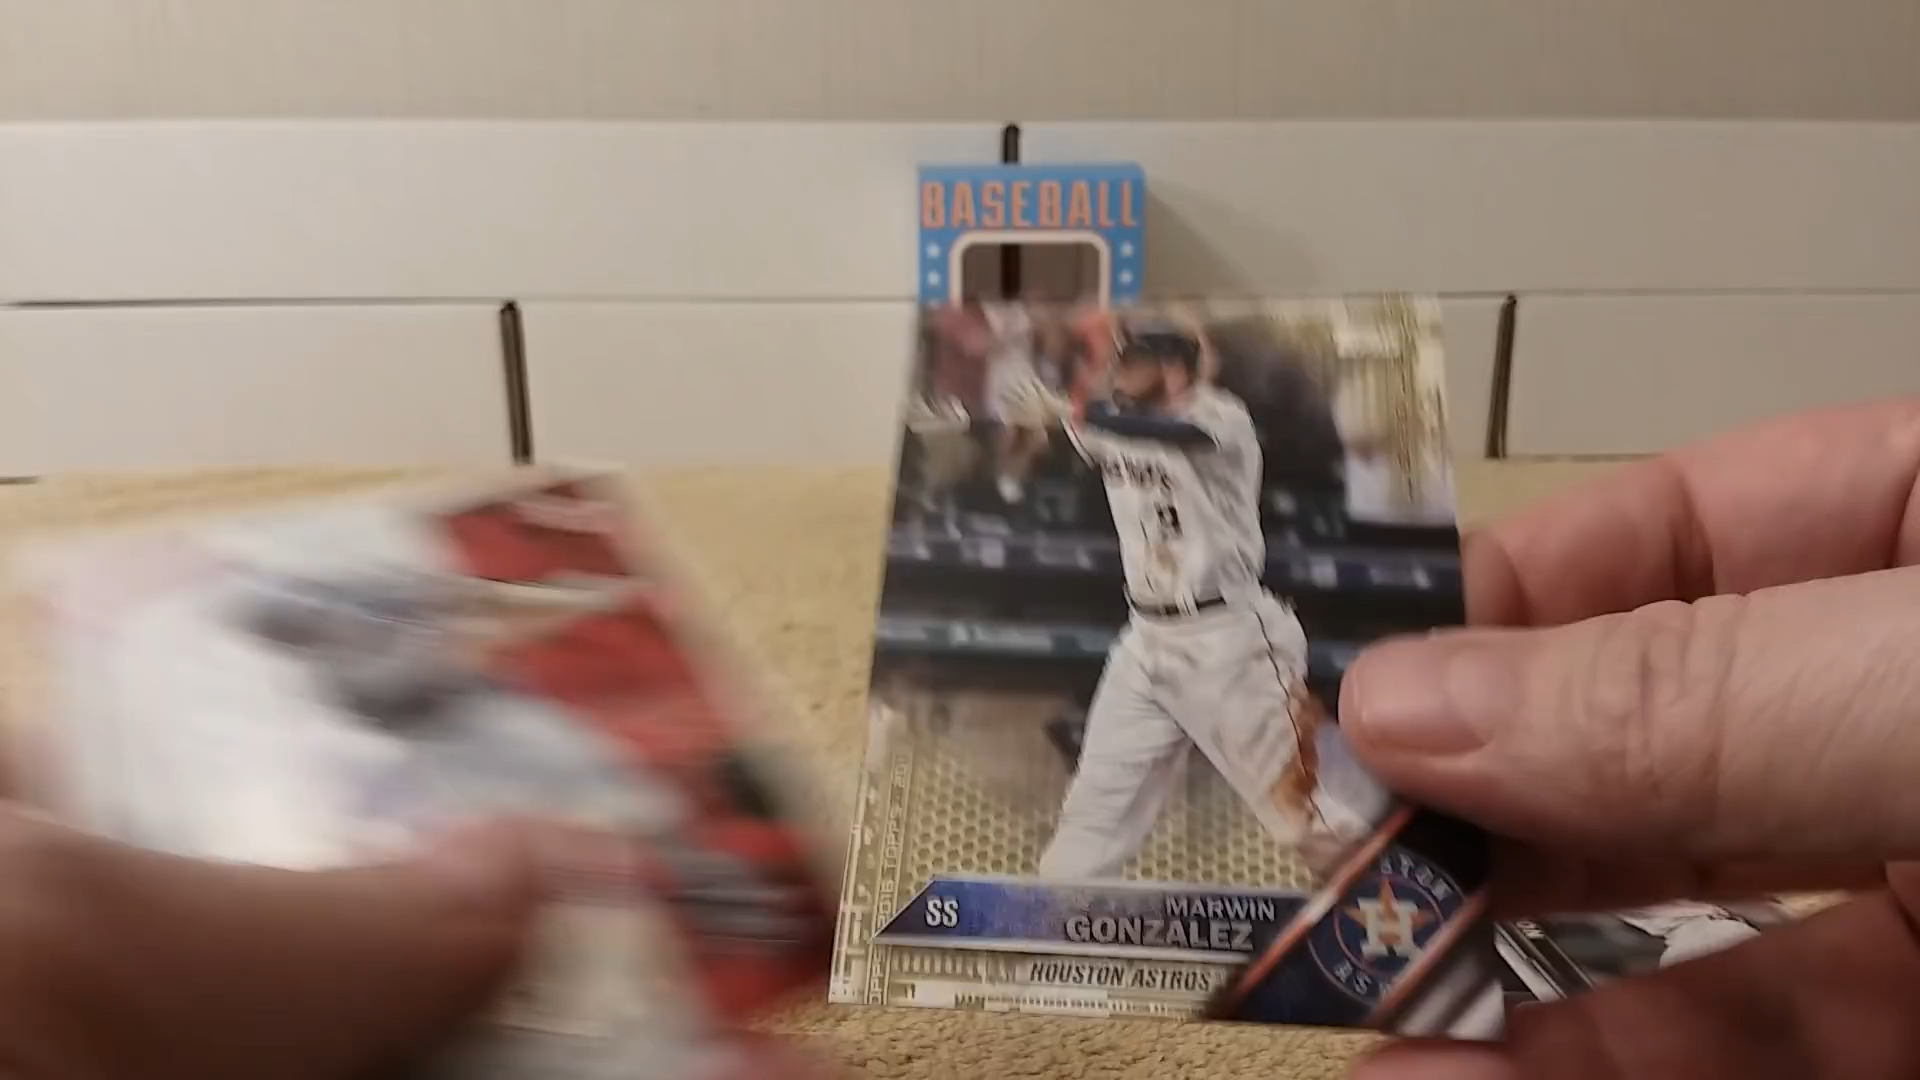 BASEBALL
SS
MARWIN
GONZALEZ
HOUSTON ASTROS
2016 TOPPS
H